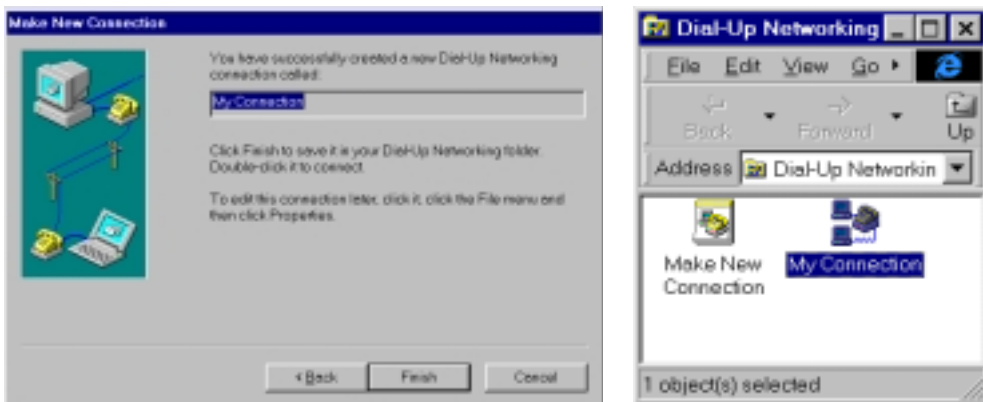 Make New Connection
You have successfully created a new Dial-Up Networking
connection called:
My Connection
Click Finish to save it in your Dial-Up Networking folder.
Double-click it to connect.
To edit this connection later, click it, click the File menu and
then click Properties.
< Back
Finish
Cancel
Dial-Up Networking
File Edit View Go
Back Forward Up
Address Dial-Up Networkin
Make New
Connection
My Connection
1 object(s) selected